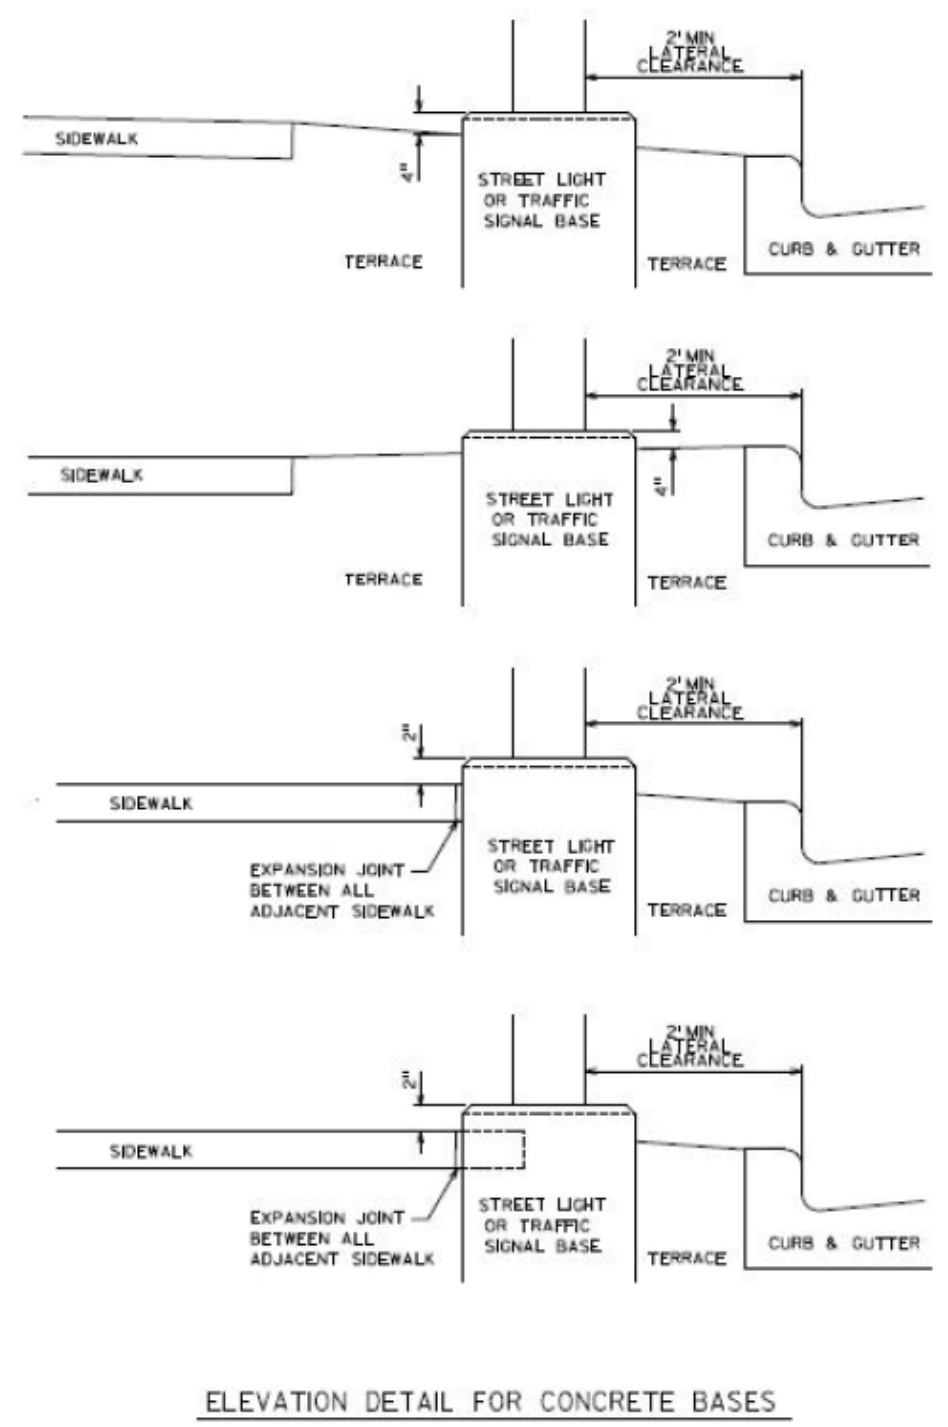 2' MIN
LATERAL
CLEARANCE
SIDEWALK
4"
STREET LIGHT
OR TRAFFIC
SIGNAL BASE
TERRACE
TERRACE
CURB & GUTTER
2' MIN
LATERAL
CLEARANCE
SIDEWALK
4"
STREET LIGHT
OR TRAFFIC
SIGNAL BASE
CURB & GUTTER
TERRACE
TERRACE
2' MIN
LATERAL
CLEARANCE
2"
SIDEWALK
STREET LIGHT
OR TRAFFIC
SIGNAL BASE
EXPANSION JOINT
BETWEEN ALL
ADJACENT SIDEWALK
TERRACE
CURB & GUTTER
2' MIN
LATERAL
CLEARANCE
2"
SIDEWALK
STREET LIGHT
OR TRAFFIC
SIGNAL BASE
EXPANSION JOINT
BETWEEN ALL
ADJACENT SIDEWALK
TERRACE
CURB & GUTTER
ELEVATION DETAIL FOR CONCRETE BASES